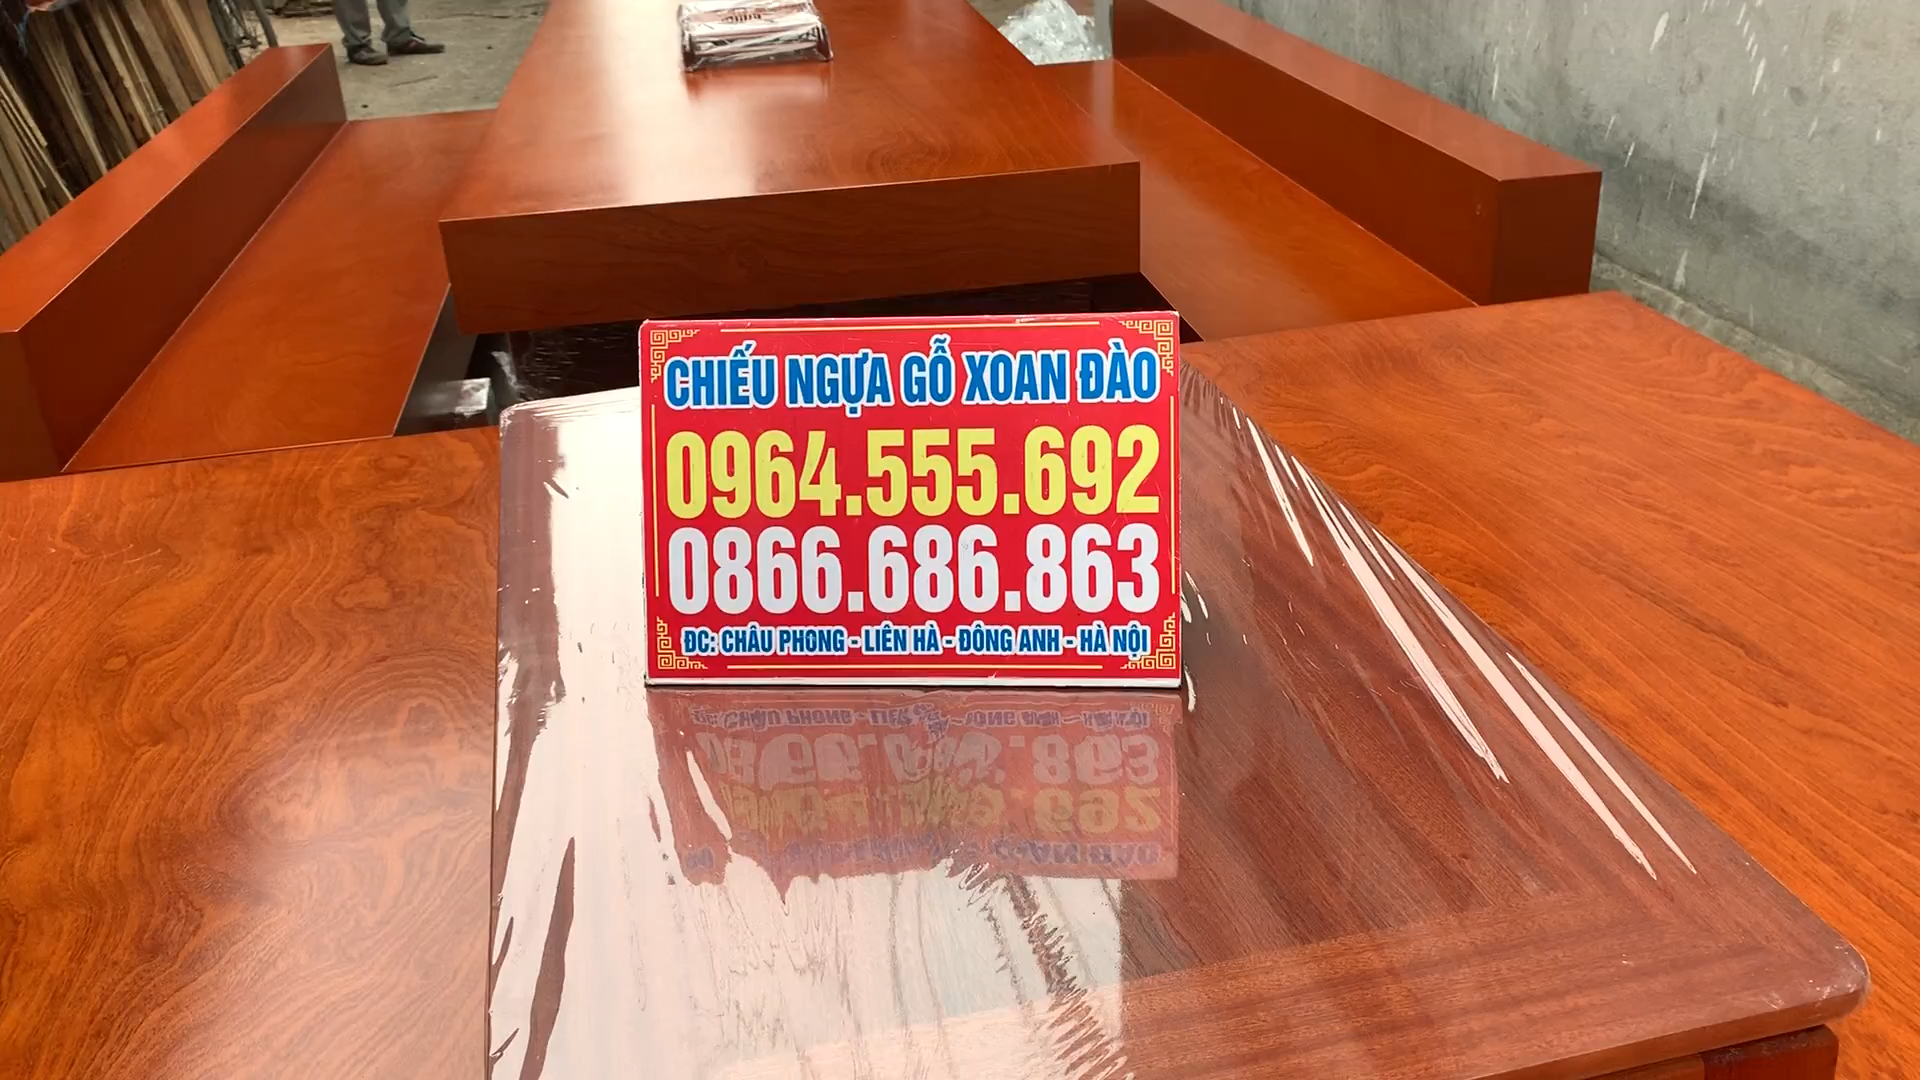 CHIẾU NGỰA GỖ XOAN ĐÀO
0964.555.692
0866.686.863
ĐC: CHÂU PHONG - LIÊN HÀ - ĐÔNG ANH - HÀ NỘI